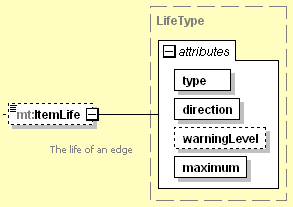 LifeType
attributes
type
direction
mt:ItemLife
warningLevel
The life of an edge
maximum